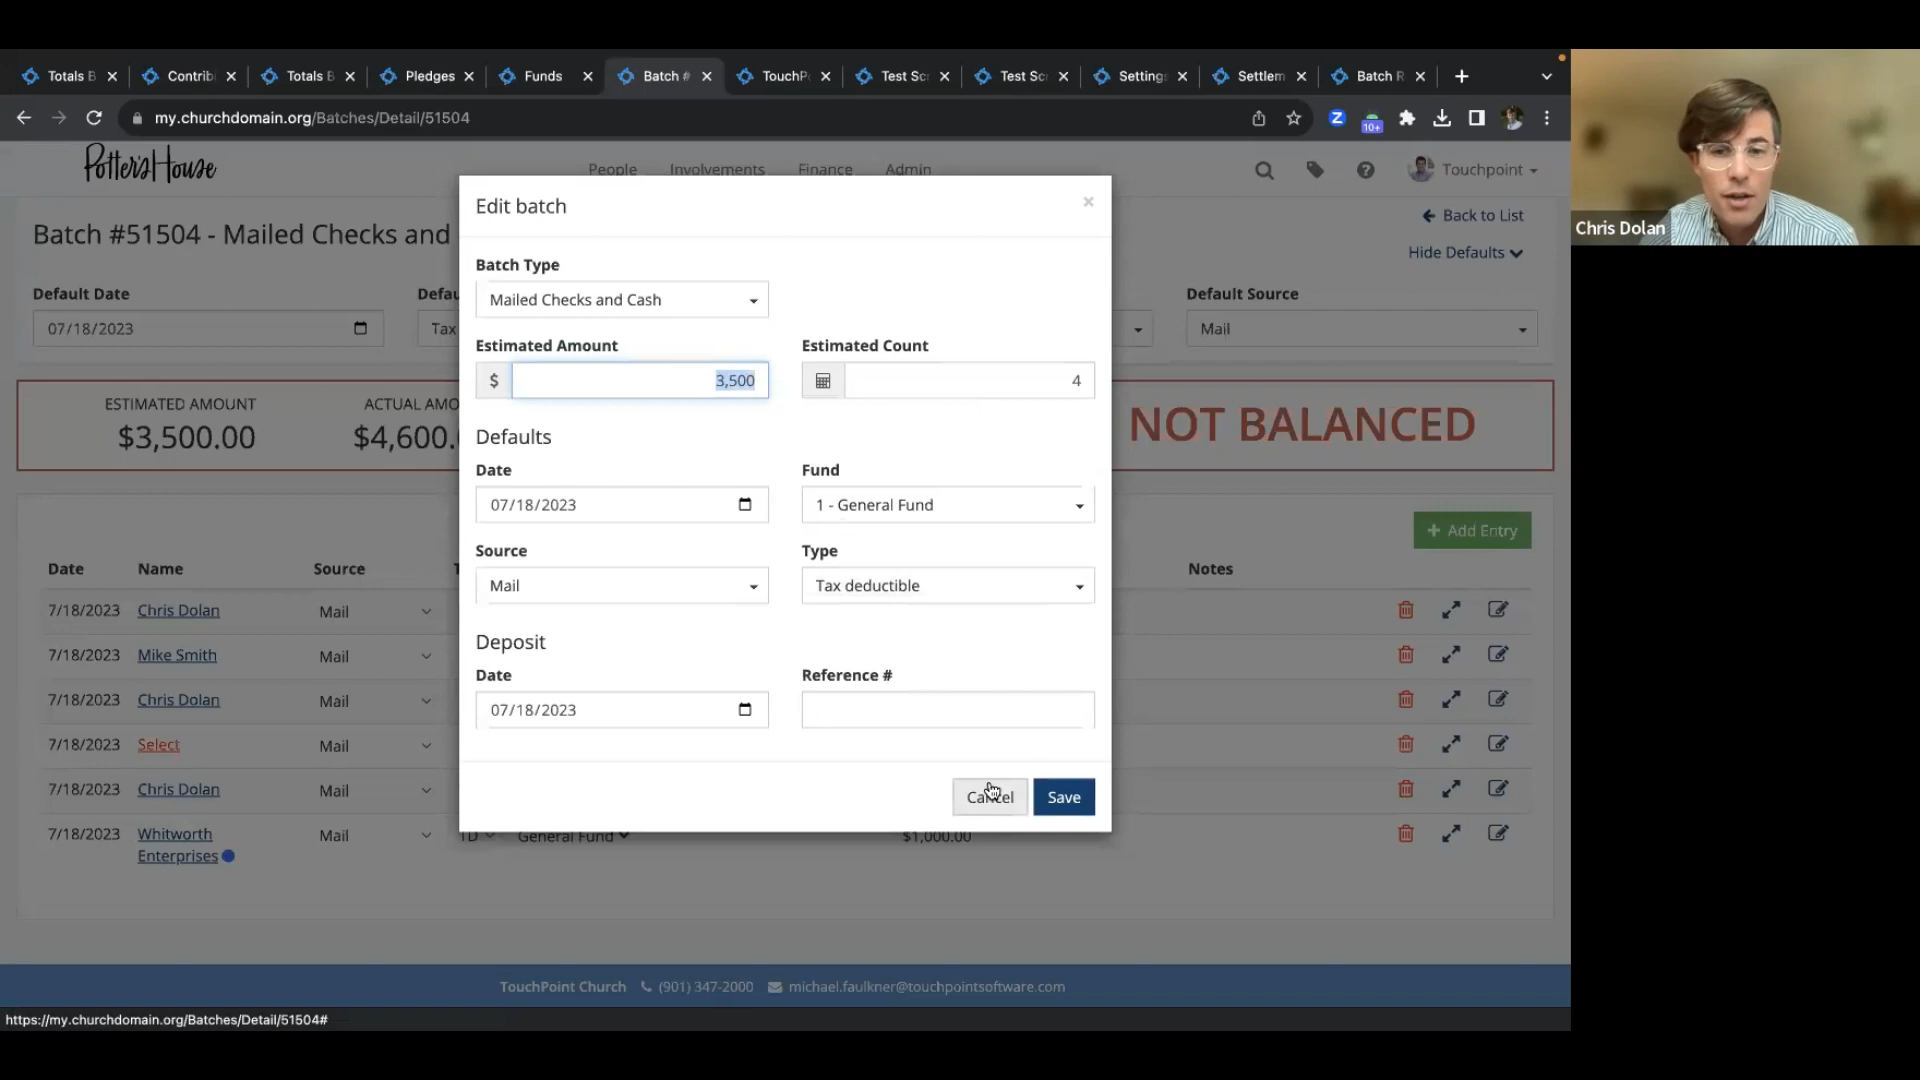 Totals B
Contrib
Totals B
Pledges
Funds
Batch #
TouchP
Test Sc
Test Sc
Settings
Settlem
Batch R
my.churchdomain.org/Batches/Detail/51504
10+
Potter's House
People
Involvements
Finance
Admin
Touchpoint
Chris Dolan
Batch #51504 - Mailed Checks and
Back to List
Hide Defaults
Default Date
07/18/2023
Defau
Tax
Default Source
Mail
ESTIMATED AMOUNT
$3,500.00
ACTUAL AMO
$4,600.
NOT BALANCED
Edit batch
×
Batch Type
Mailed Checks and Cash
Estimated Amount
$ 3,500
Estimated Count
4
Defaults
Date
07/18/2023
Fund
1 - General Fund
Source
Mail
Type
Tax deductible
Deposit
Date
07/18/2023
Reference #
Cancel
Save
+ Add Entry
Date Name Source Notes
7/18/2023 Chris Dolan Mail
7/18/2023 Mike Smith Mail
7/18/2023 Chris Dolan Mail
7/18/2023 Select Mail
7/18/2023 Chris Dolan Mail
7/18/2023 Whitworth Mail TD General Fund $1,000.00
Enterprises
TouchPoint Church (901) 347-2000 michael.faulkner@touchpointsoftware.com
https://my.churchdomain.org/Batches/Detail/51504#